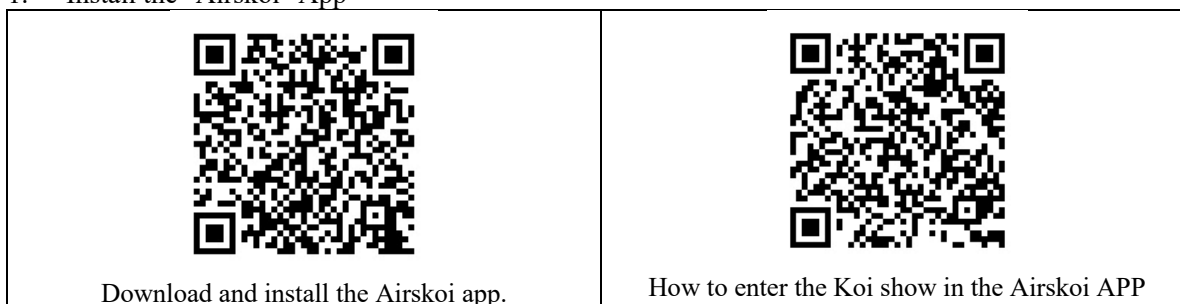 1. Install the "Airskoi" App
Download and install the Airskoi app.
How to enter the Koi show in the Airskoi APP